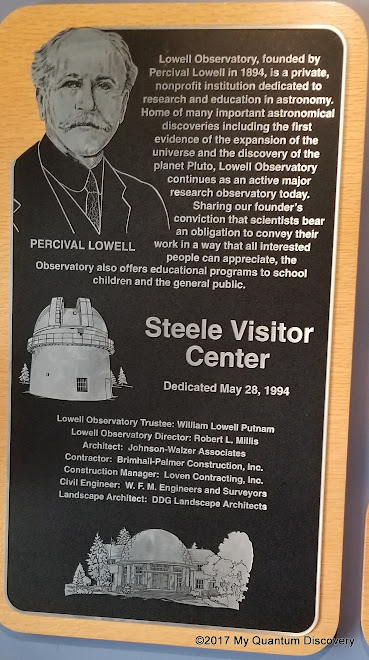 Lowell Observatory, founded by
Percival Lowell in 1894, is a private,
nonprofit institution dedicated to
research and education in astronomy.
Home of many important astronomical
discoveries including the first
evidence of the expansion of the
universe and the discovery of the
planet Pluto, Lowell Observatory
continues as an active major
research observatory today.
Sharing our founder's
conviction that scientists bear
an obligation to convey their
work in a way that all interested
people can appreciate, the
Observatory also offers educational programs to school
children and the general public.
PERCIVAL LOWELL
Steele Visitor
Center
Dedicated May 28, 1994
Lowell Observatory Trustee: William Lowell Putnam
Lowell Observatory Director: Robert L. Millis
Architect: Johnson-Walzer Associates
Contractor: Brimhall-Palmer Construction, Inc.
Construction Manager: Loven Contracting, Inc.
Civil Engineer: W. F. M. Engineers and Surveyors
Landscape Architect: DDG Landscape Architects
©2017 My Quantum Discovery